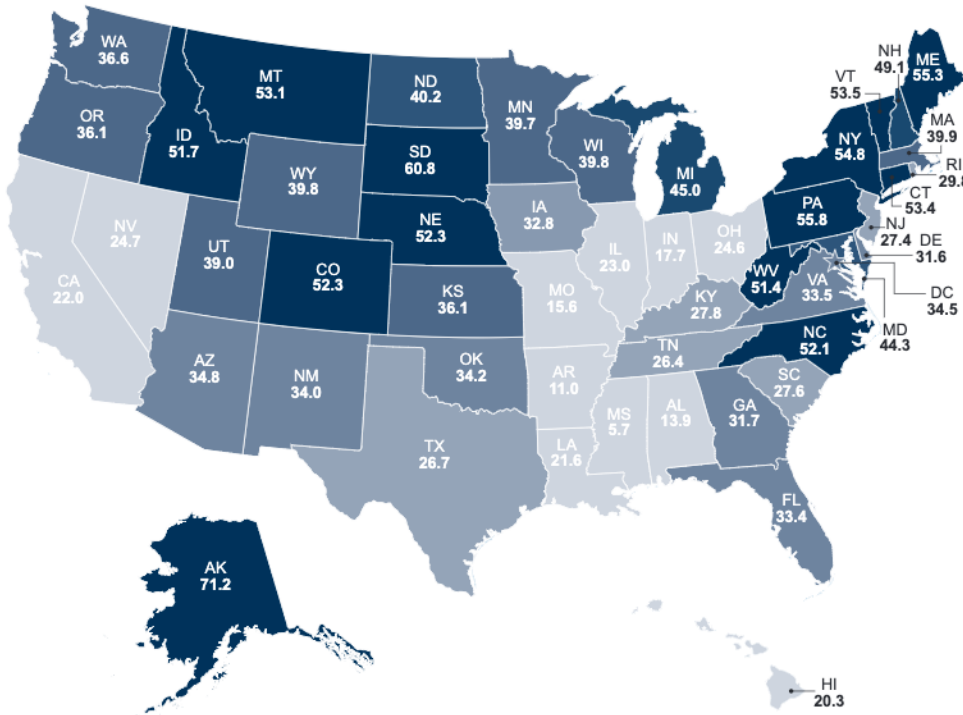 WA
36.6
OR
36.1
CA
22.0
NV
24.7
ID
51.7
MT
53.1
WY
39.8
UT
39.0
AZ
34.8
CO
52.3
NM
34.0
ND
40.2
SD
60.8
NE
52.3
KS
36.1
OK
34.2
TX
26.7
MN
39.7
IA
32.8
MO
15.6
AR
11.0
LA
21.6
WI
39.8
IL
23.0
MI
45.0
IN
17.7
OH
24.6
KY
27.8
TN
26.4
MS
5.7
AL
13.9
GA
31.7
FL
33.4
SC
27.6
NC
52.1
VA
33.5
WV
51.4
PA
55.8
NY
54.8
VT
53.5
NH
49.1
ME
55.3
MA
39.9
RI
29.8
CT
53.4
NJ
27.4
DE
31.6
DC
34.5
MD
44.3
AK
71.2
HI
20.3